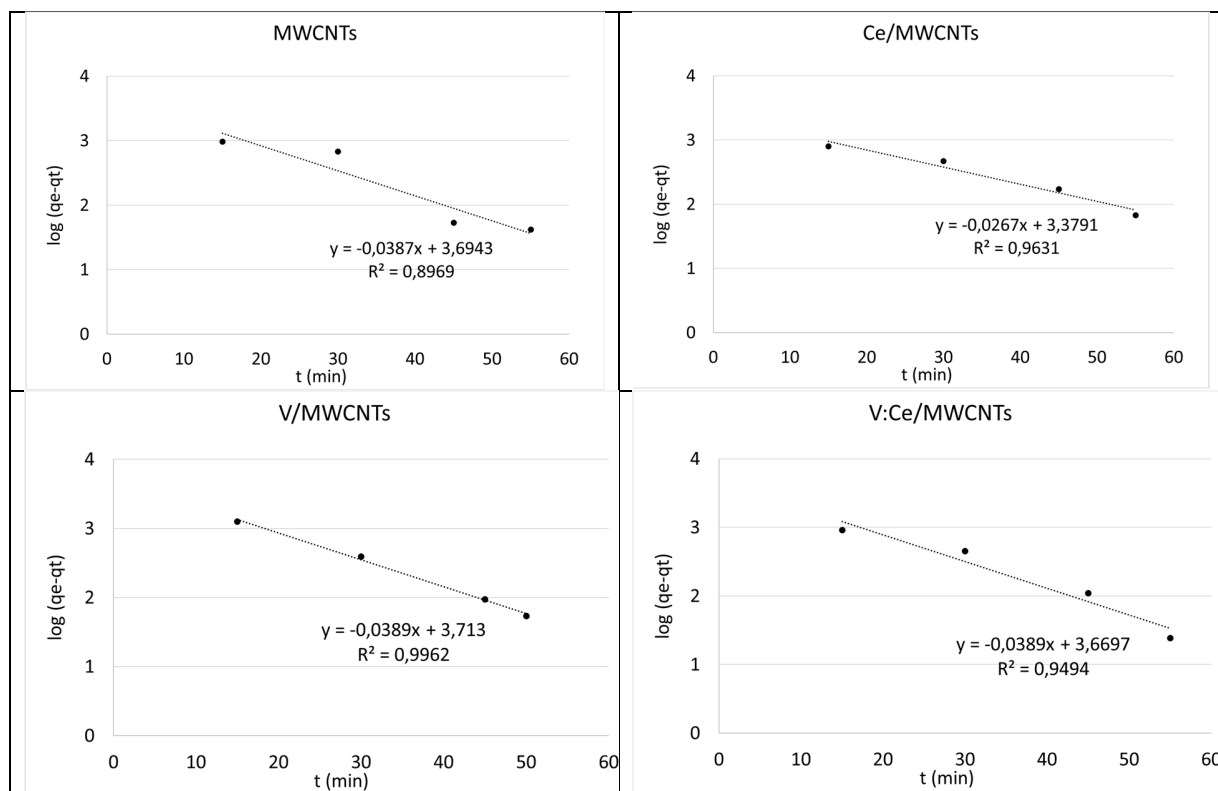 MWCNTs
4
3
2
1
0
log (qe-qt)
y = -0,0387x + 3,6943
R² = 0,8969
0 10 20 30 40 50 60
t (min)
Ce/MWCNTs
4
3
2
1
0
log (qe-qt)
y = -0,0267x + 3,3791
R² = 0,9631
0 10 20 30 40 50 60
t (min)
V/MWCNTs
4
3
2
1
0
log (qe-qt)
y = -0,0389x + 3,713
R² = 0,9962
0 10 20 30 40 50 60
t (min)
V:Ce/MWCNTs
4
3
2
1
0
log (qe-qt)
y = -0,0389x + 3,6697
R² = 0,9494
0 10 20 30 40 50 60
t (min)